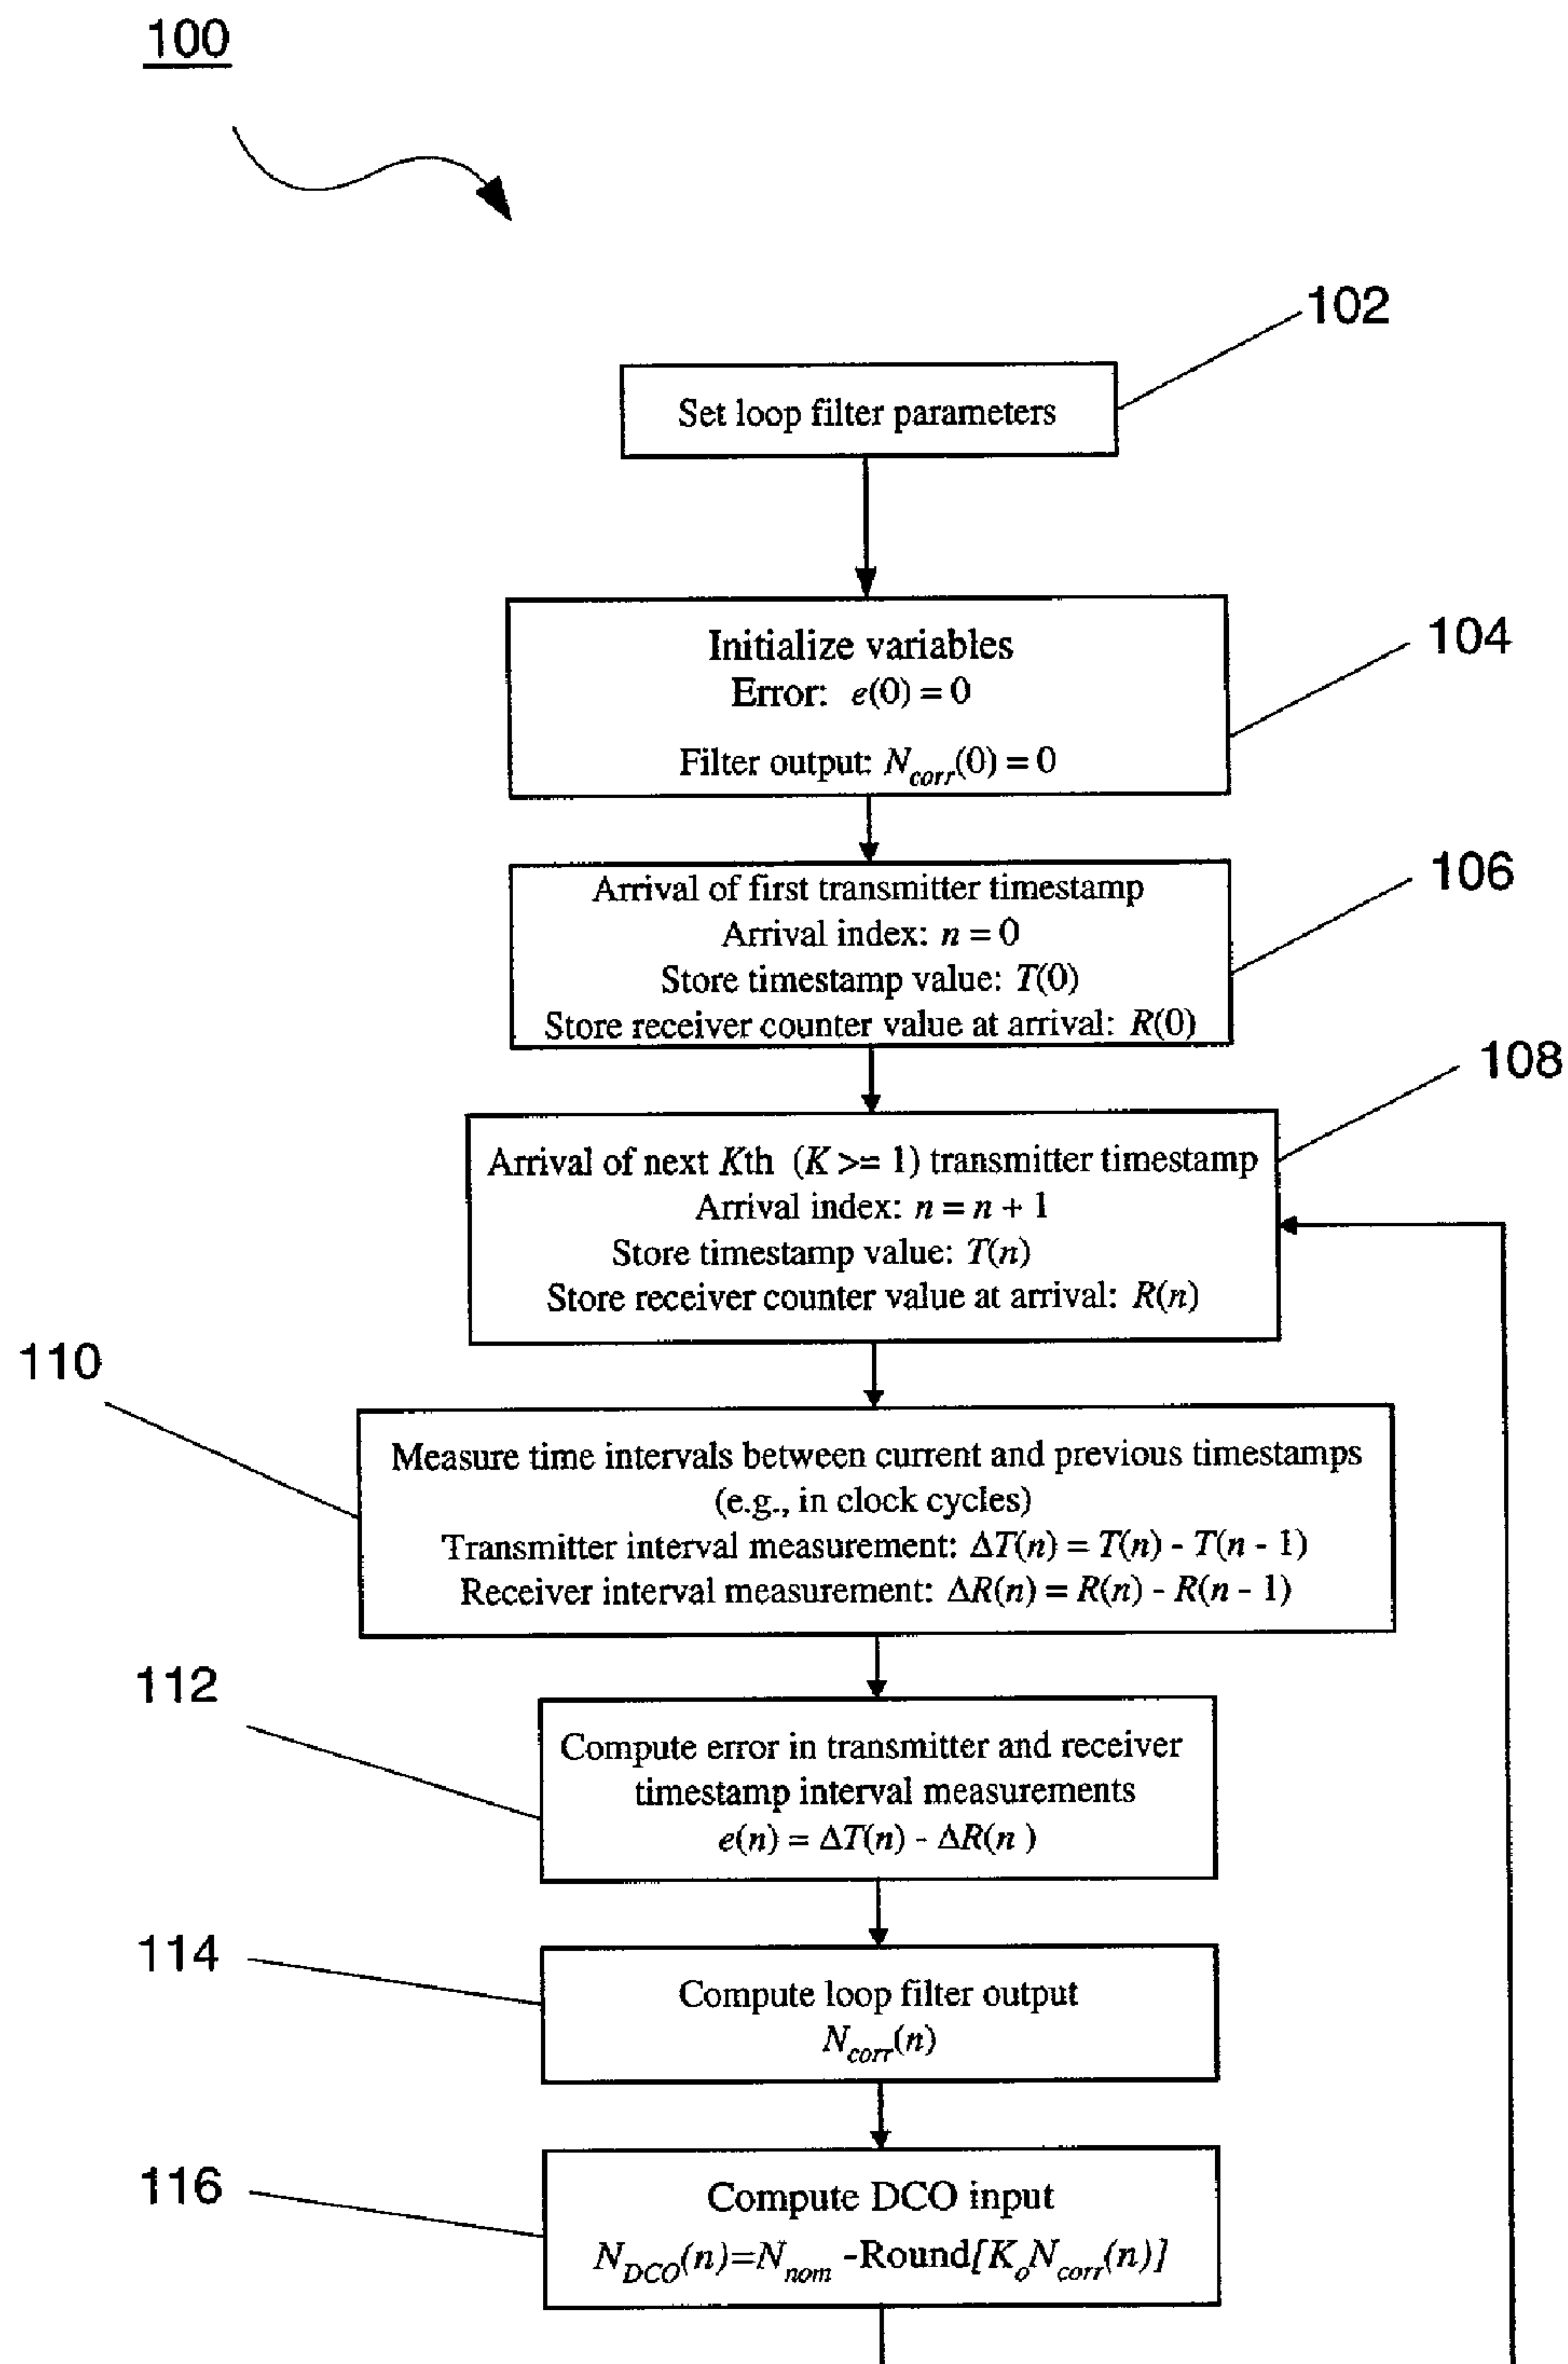 100
102
Set loop filter parameters
104
Initialize variables
Error: e(0) = 0
Filter output: N_corr(0) = 0
106
Arrival of first transmitter timestamp
Arrival index: n = 0
Store timestamp value: T(0)
Store receiver counter value at arrival: R(0)
108
Arrival of next Kth (K >= 1) transmitter timestamp
Arrival index: n = n + 1
Store timestamp value: T(n)
Store receiver counter value at arrival: R(n)
110
Measure time intervals between current and previous timestamps
(e.g., in clock cycles)
Transmitter interval measurement: ΔT(n) = T(n) - T(n - 1)
Receiver interval measurement: ΔR(n) = R(n) - R(n - 1)
112
Compute error in transmitter and receiver
timestamp interval measurements
e(n) = ΔT(n) - ΔR(n )
114
Compute loop filter output
N_corr(n)
116
Compute DCO input
N_DCO(n)=N_nom -Round[K_oN_corr(n)]